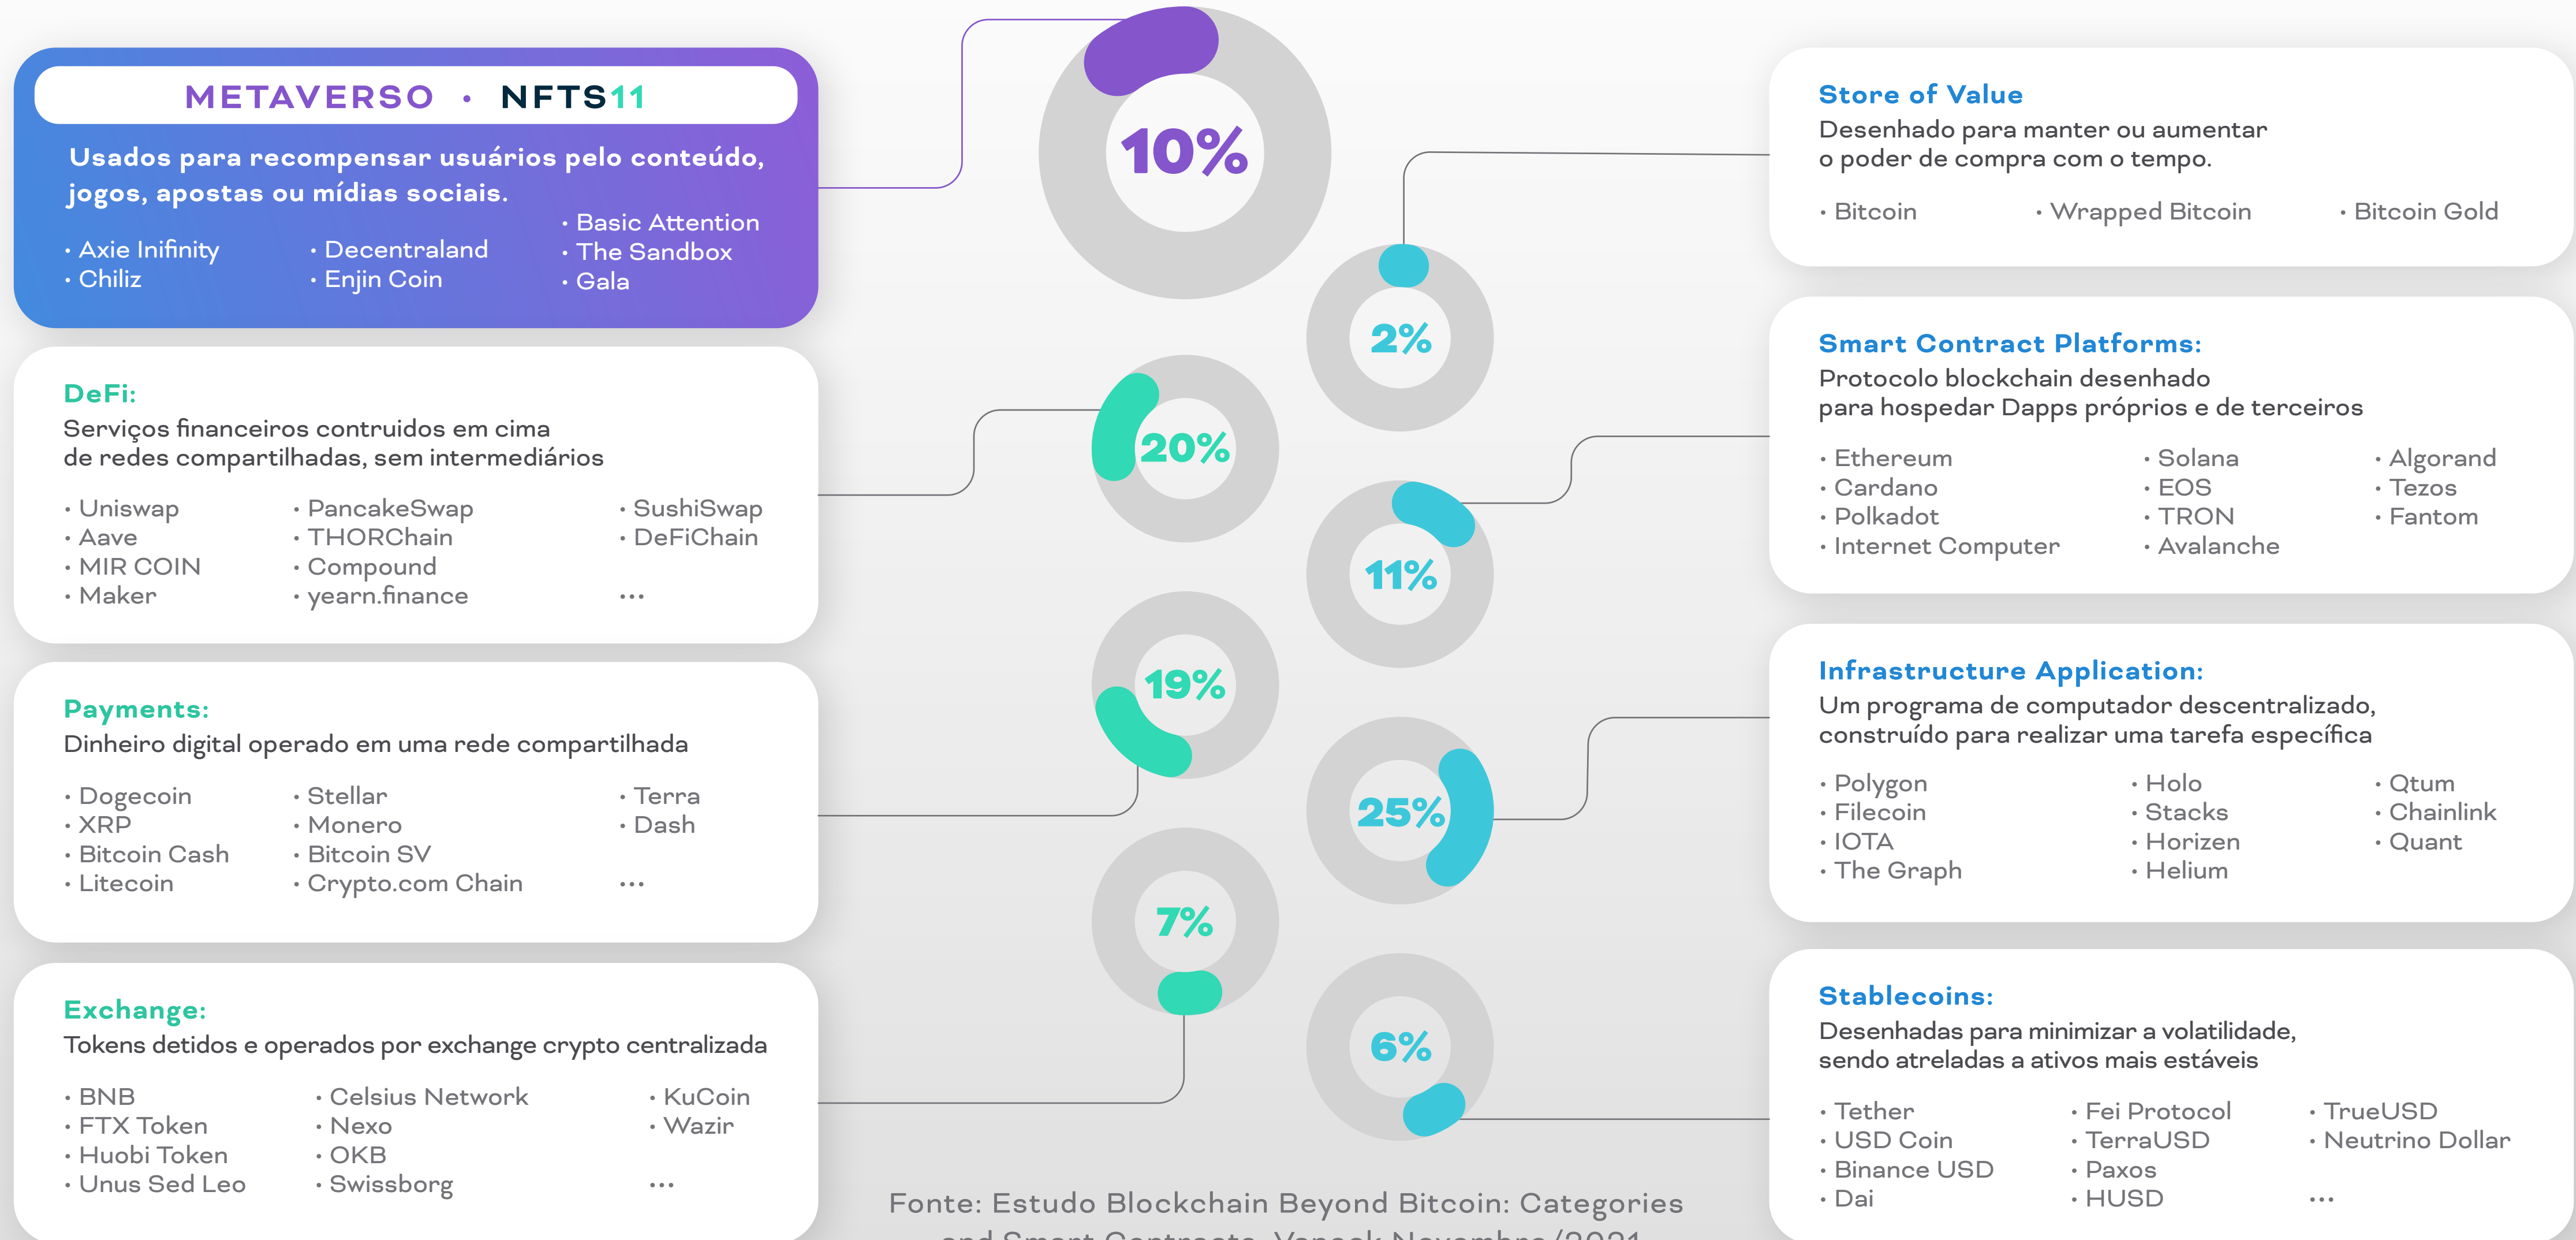 METAVERSO • NFTS11
Usados para recompensar usuários pelo conteúdo,
jogos, apostas ou mídias sociais.
• Axie Inifinity
• Chiliz
• Decentraland
• Enjin Coin
• Basic Attention
• The Sandbox
• Gala
10%
DeFi:
Serviços financeiros contruidos em cima
de redes compartilhadas, sem intermediários
• Uniswap
• Aave
• MIR COIN
• Maker
• PancakeSwap
• THORChain
• Compound
• yearn.finance
• SushiSwap
• DeFiChain
...
20%
Payments:
Dinheiro digital operado em uma rede compartilhada
• Dogecoin
• XRP
• Bitcoin Cash
• Litecoin
• Stellar
• Monero
• Bitcoin SV
• Crypto.com Chain
• Terra
• Dash
...
19%
Exchange:
Tokens detidos e operados por exchange crypto centralizada
• BNB
• FTX Token
• Huobi Token
• Unus Sed Leo
• Celsius Network
• Nexo
• OKB
• Swissborg
• KuCoin
• Wazir
...
7%
Store of Value
Desenhado para manter ou aumentar
o poder de compra com o tempo.
• Bitcoin
• Wrapped Bitcoin
• Bitcoin Gold
2%
Smart Contract Platforms:
Protocolo blockchain desenhado
para hospedar Dapps próprios e de terceiros
• Ethereum
• Cardano
• Polkadot
• Internet Computer
• Solana
• EOS
• TRON
• Avalanche
• Algorand
• Tezos
• Fantom
11%
Infrastructure Application:
Um programa de computador descentralizado,
construído para realizar uma tarefa específica
• Polygon
• Filecoin
• IOTA
• The Graph
• Holo
• Stacks
• Horizen
• Helium
• Qtum
• Chainlink
• Quant
25%
Stablecoins:
Desenhadas para minimizar a volatilidade,
sendo atreladas a ativos mais estáveis
• Tether
• USD Coin
• Binance USD
• Dai
• Fei Protocol
• TerraUSD
• Paxos
• HUSD
• TrueUSD
• Neutrino Dollar
...
6%
Fonte: Estudo Blockchain Beyond Bitcoin: Categories
and Smart Contracts, Vaneck Novembro/2021